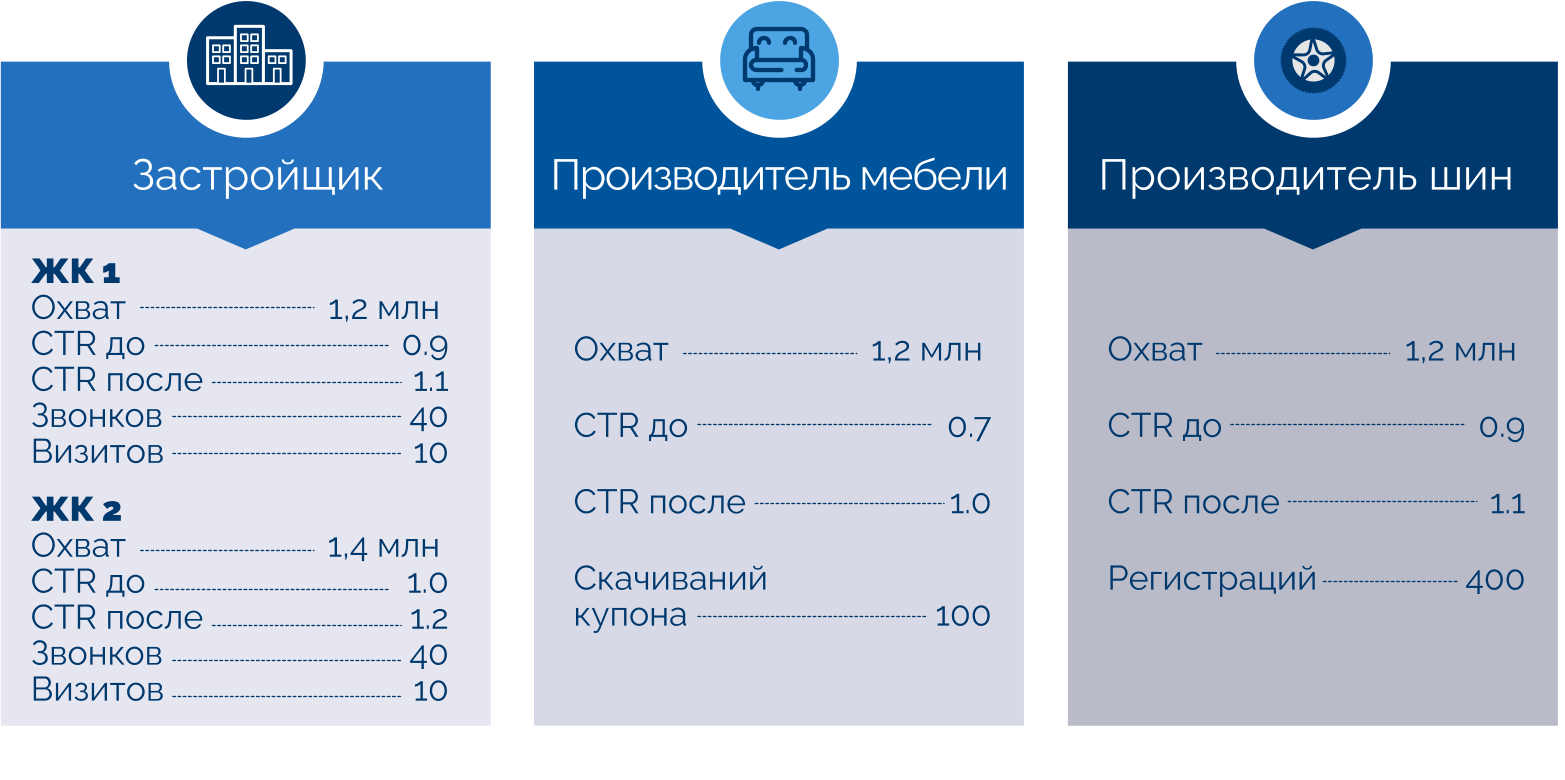 Застройщик
ЖК 1
Охват 1,2 млн
CTR до 0.9
CTR после 1.1
Звонков 40
Визитов 10
ЖК 2
Охват 1,4 млн
CTR до 1.0
CTR после 1.2
Звонков 40
Визитов 10
Производитель мебели
Охват 1,2 млн
CTR до 0.7
CTR после 1.0
Скачиваний
купона 100
Производитель шин
Охват 1,2 млн
CTR до 0.9
CTR после 1.1
Регистраций 400